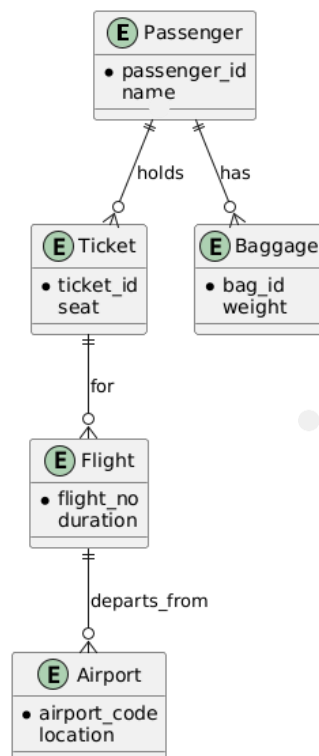 E Passenger
passenger_id
name
holds
has
E Ticket
ticket_id
seat
E Baggage
bag_id
weight
for
E Flight
flight_no
duration
departs_from
E Airport
airport_code
location